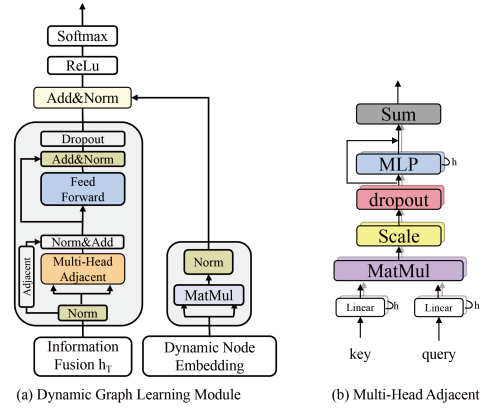 Softmax
ReLu
Add&Norm
Dropout
Add&Norm
Feed
Forward
Norm&Add
Adjacent
Multi-Head
Adjacent
Norm
Information
Fusion hT
Norm
MatMul
Dynamic Node
Embedding
(a) Dynamic Graph Learning Module
Sum
MLP
h
dropout
Scale
MatMul
Linear
h
Linear
h
key
query
(b) Multi-Head Adjacent